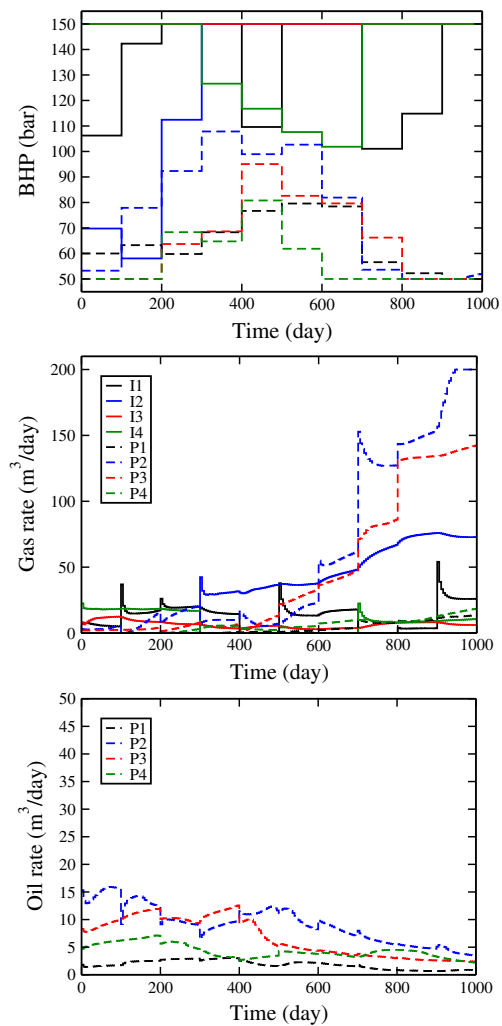 150
140
130
120
110
100
90
80
70
60
50
BHP (bar)
0 200 400 600 800 1000
Time (day)
200
150
100
50
0
Gas rate (m³/day)
I1
I2
I3
I4
P1
P2
P3
P4
0 200 400 600 800 1000
Time (day)
50
45
40
35
30
25
20
15
10
5
0
Oil rate (m³/day)
P1
P2
P3
P4
0 200 400 600 800 1000
Time (day)